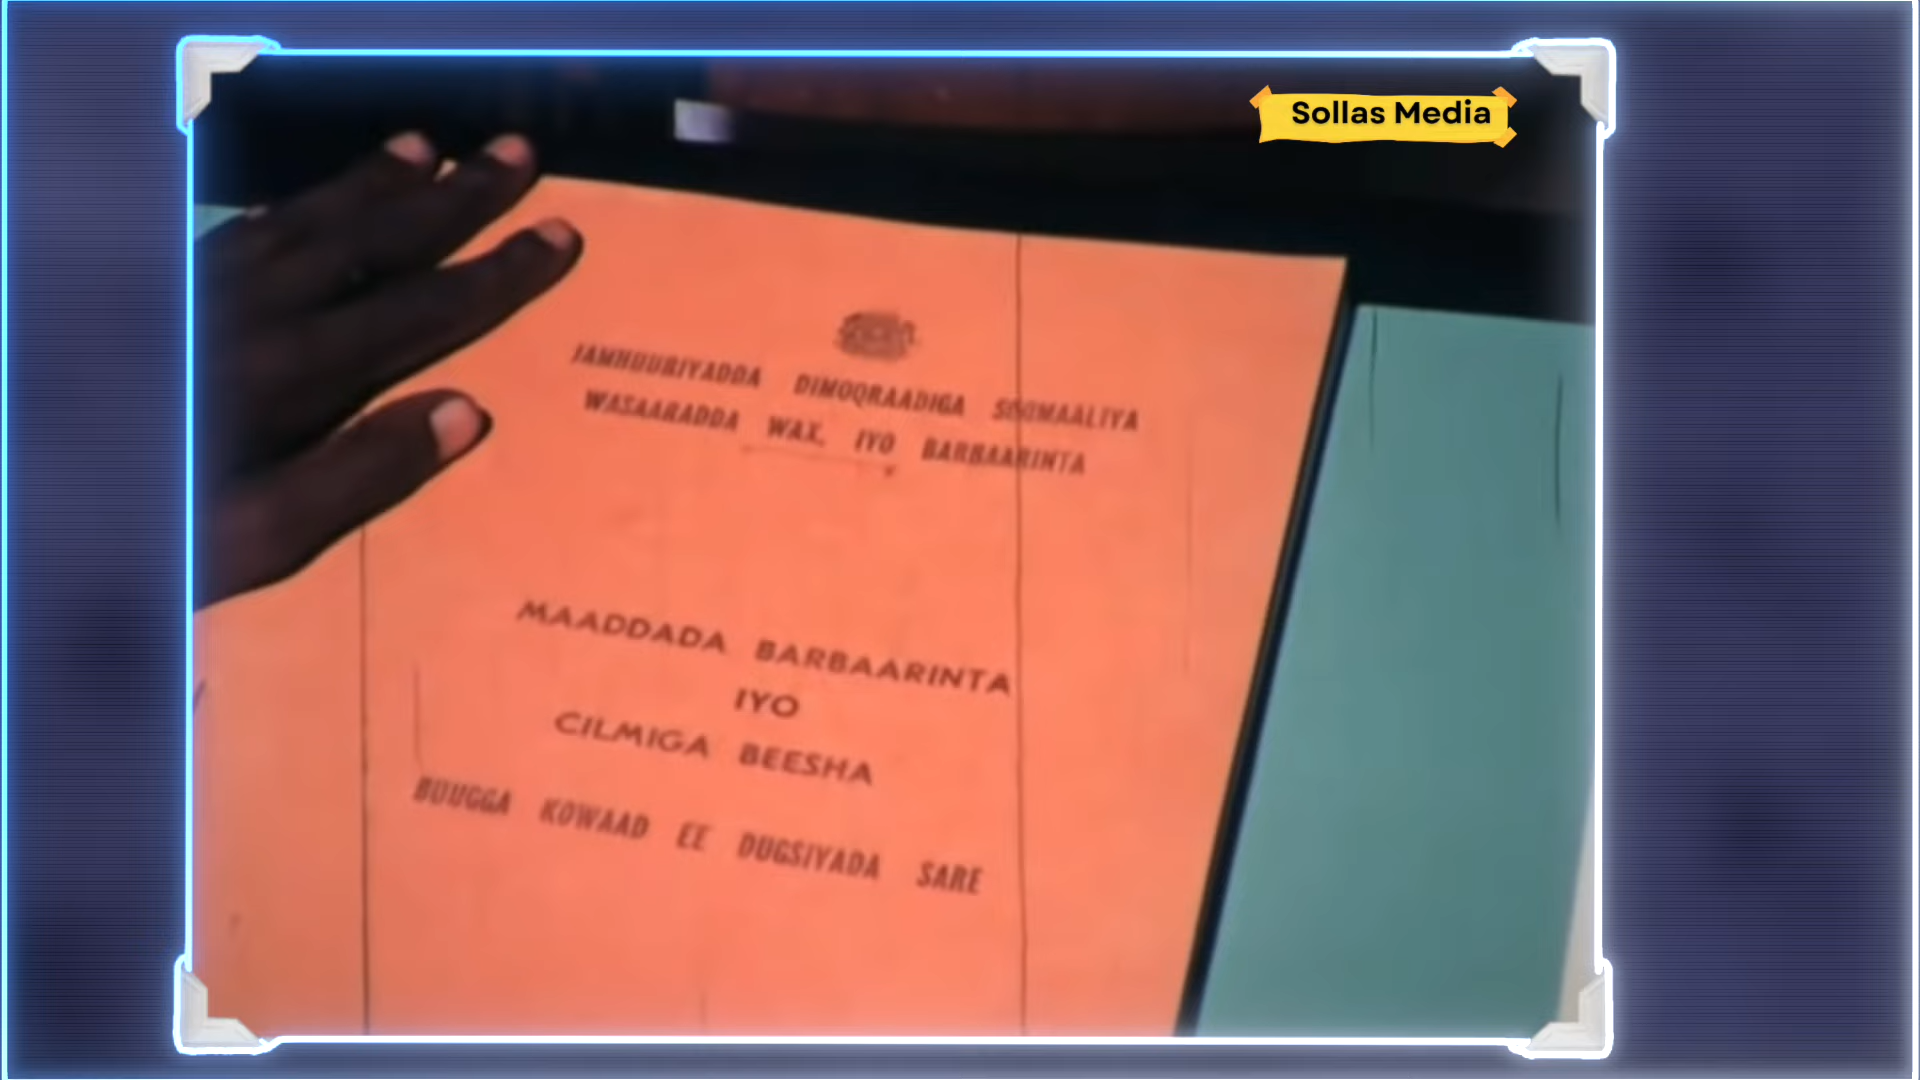 Sollas Media
JAMHUURIYADDA DIMOQRAADIGA SOOMAALIYA
WASAARADDA WAX. IYO BARBAARINTA
MAADDADA BARBAARINTA
IYO
CILMIGA BEESHA
BUUGGA KOWAAD EE DUGSIYADA SARE